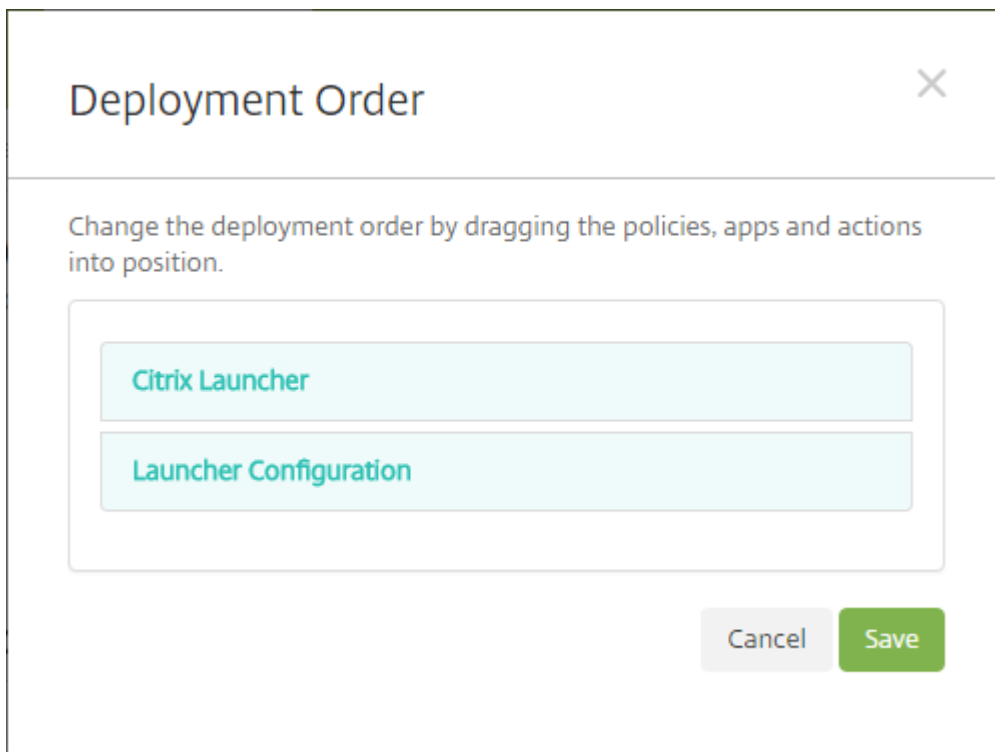 Deployment Order
Change the deployment order by dragging the policies, apps and actions
into position.
Citrix Launcher
Launcher Configuration
Cancel
Save